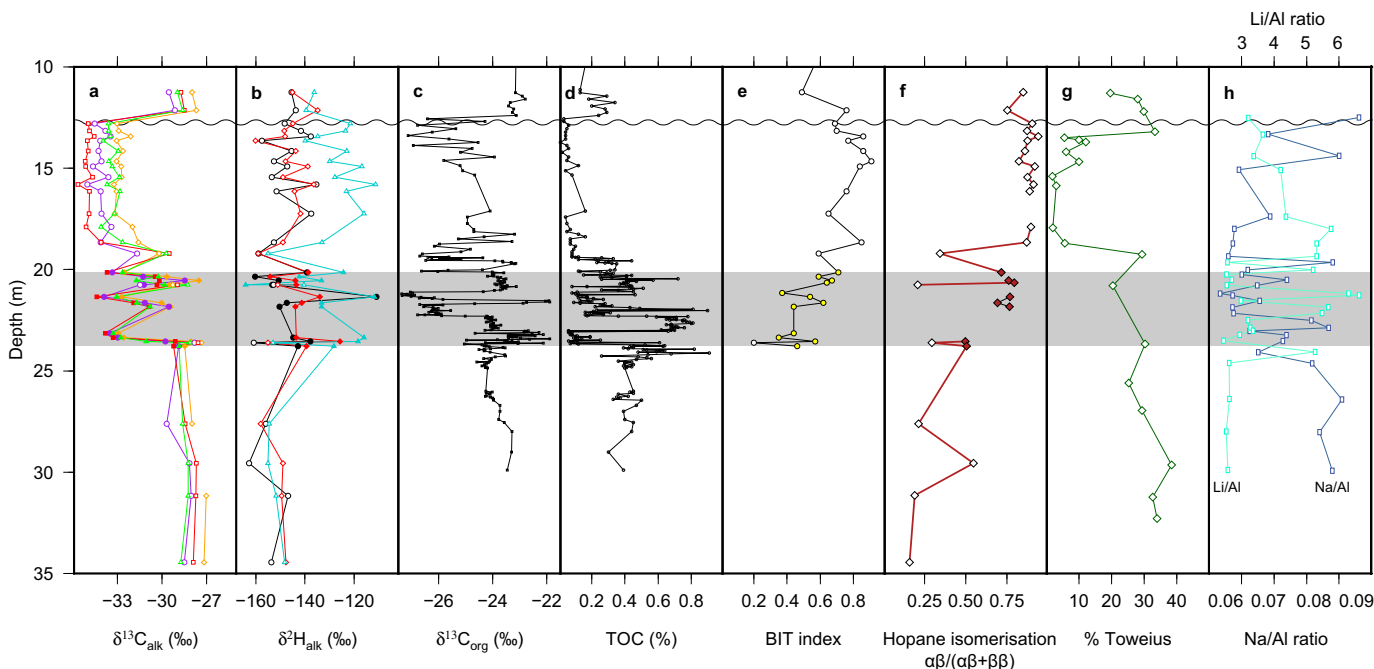 Li/Al ratio
3 4 5 6
10 15 20 25 30 35
Depth (m)
a b c d e f g h
Li/Al Na/Al
−33 −30 −27
−160 −140 −120
−26 −24 −22
0.2 0.4 0.6 0.8
0.2 0.4 0.6 0.8
0.25 0.50 0.75
10 20 30 40
0.06 0.07 0.08 0.09
δ¹³C_alk (‰)
δ²H_alk (‰)
δ¹³C_org (‰)
TOC (%)
BIT index
Hopane isomerisation
αβ/(αβ+ββ)
% Toweius
Na/Al ratio